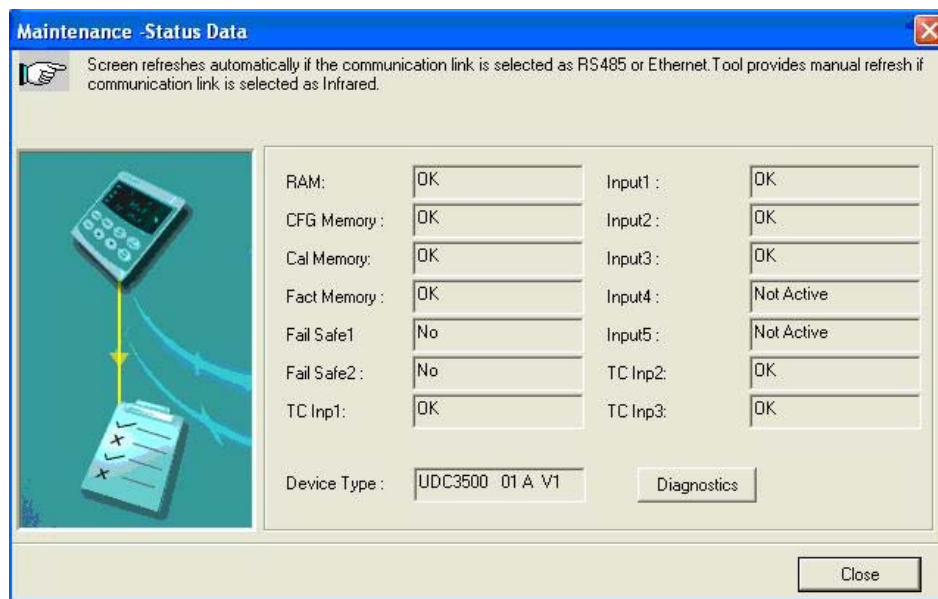 Maintenance -Status Data
Screen refreshes automatically if the communication link is selected as RS485 or Ethernet.Tool provides manual refresh if
communication link is selected as Infrared.
RAM: OK Input1 : OK
CFG Memory : OK Input2 : OK
Cal Memory: OK Input3 : OK
Fact Memory : OK Input4 : Not Active
Fail Safe1 No Input5 : Not Active
Fail Safe2 : No TC Inp2: OK
TC Inp1: OK TC Inp3: OK
Device Type : UDC3500 01 A V1 Diagnostics
Close